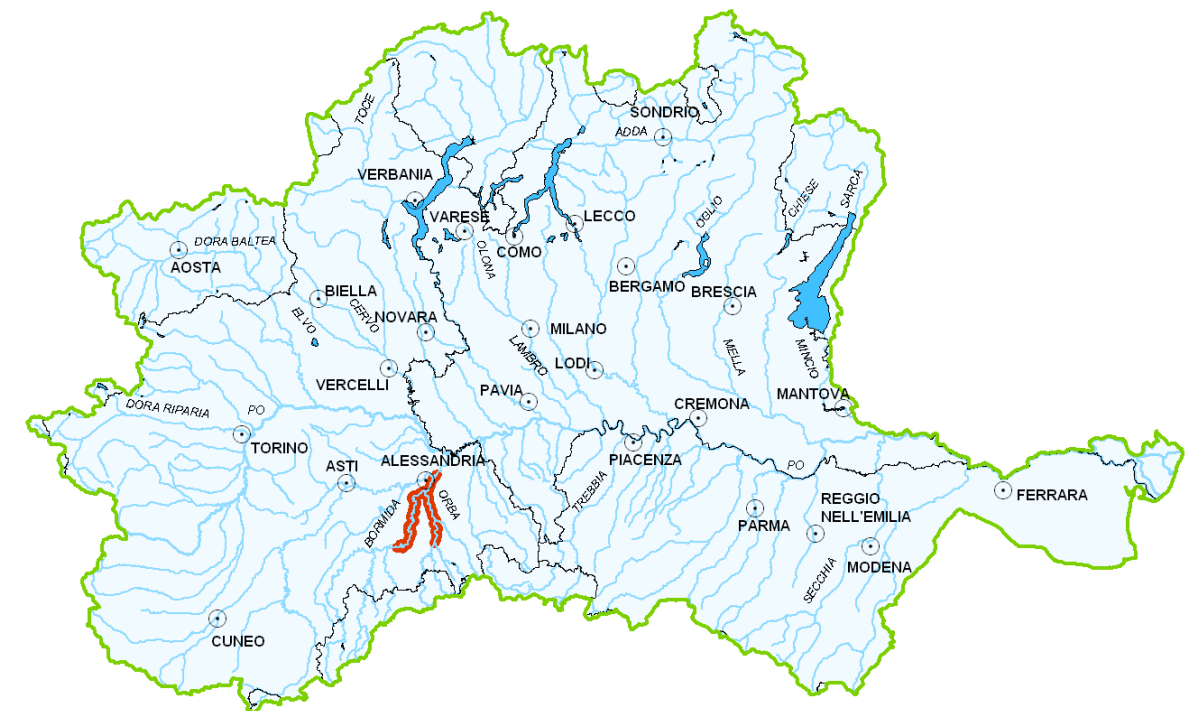 TOCE
SONDRIO
ADDA
VERBANIA
VARESE
LECCO
OGLIO
CHIESE
SARCA
DORA BALTEA
AOSTA
OLONA
COMO
BERGAMO
BRESCIA
BIELLA
ELVO
CERVO
NOVARA
MILANO
LAMBRO
LODI
MELLA
MINCIO
VERCELLI
PAVIA
MANTOVA
CREMONA
DORA RIPARIA
PO
TORINO
ASTI
ALESSANDRIA
PIACENZA
PO
TREBBIA
BORMIDA
ORBA
PARMA
REGGIO
NELL'EMILIA
FERRARA
SECCHIA
MODENA
CUNEO